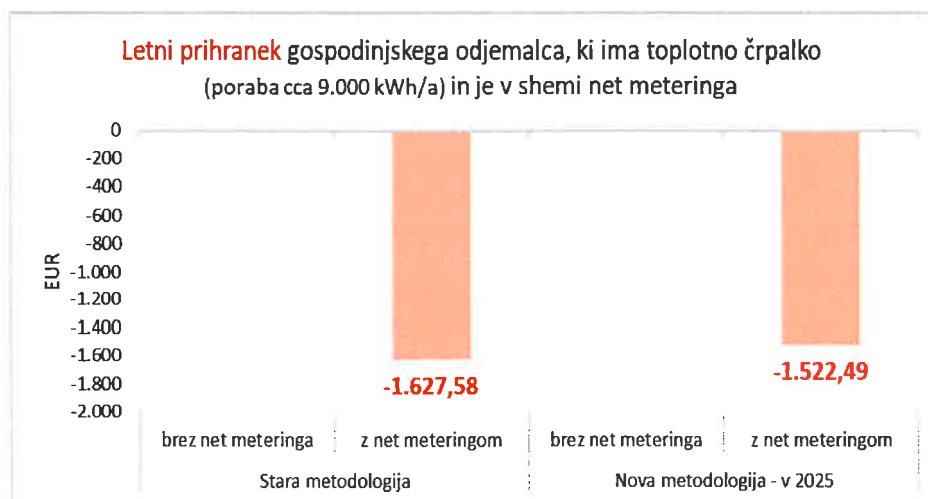 Letni prihranek gospodinjskega odjemalca, ki ima toplotno črpalko
(poraba cca 9.000 kWh/a) in je v shemi net meteringa
0
-200
-400
-600
-800
-1.000
-1.200
-1.400
-1.600
-1.800
-2.000
EUR
-1.627,58
-1.522,49
brez net meteringa
z net meteringom
brez net meteringa
z net meteringom
Stara metodologija
Nova metodologija - v 2025